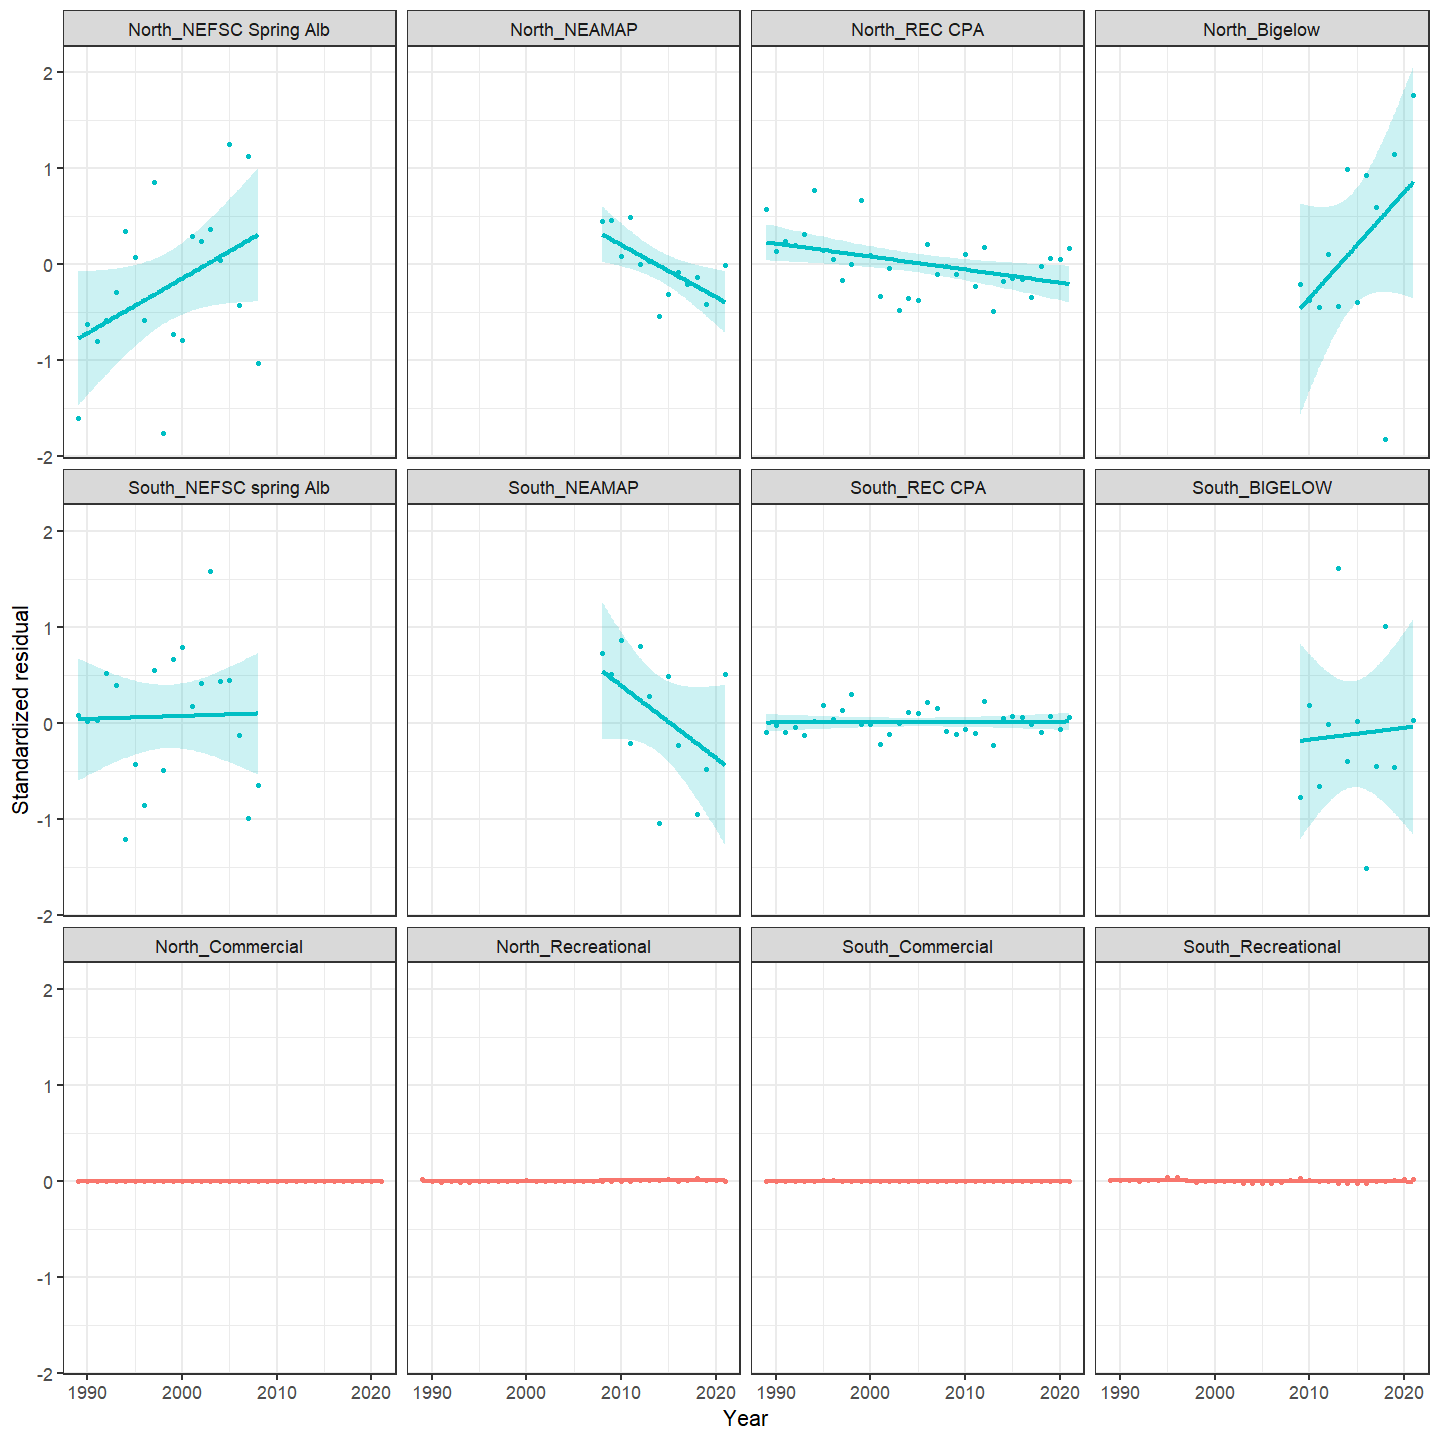 North_NEFSC Spring Alb
North_NEAMAP
North_REC CPA
North_Bigelow
2
1
0
-1
-2
South_NEFSC spring Alb
South_NEAMAP
South_REC CPA
South_BIGELOW
2
1
0
-1
-2
Standardized residual
North_Commercial
North_Recreational
South_Commercial
South_Recreational
2
1
0
-1
-2
1990 2000 2010 2020
1990 2000 2010 2020
1990 2000 2010 2020
1990 2000 2010 2020
Year